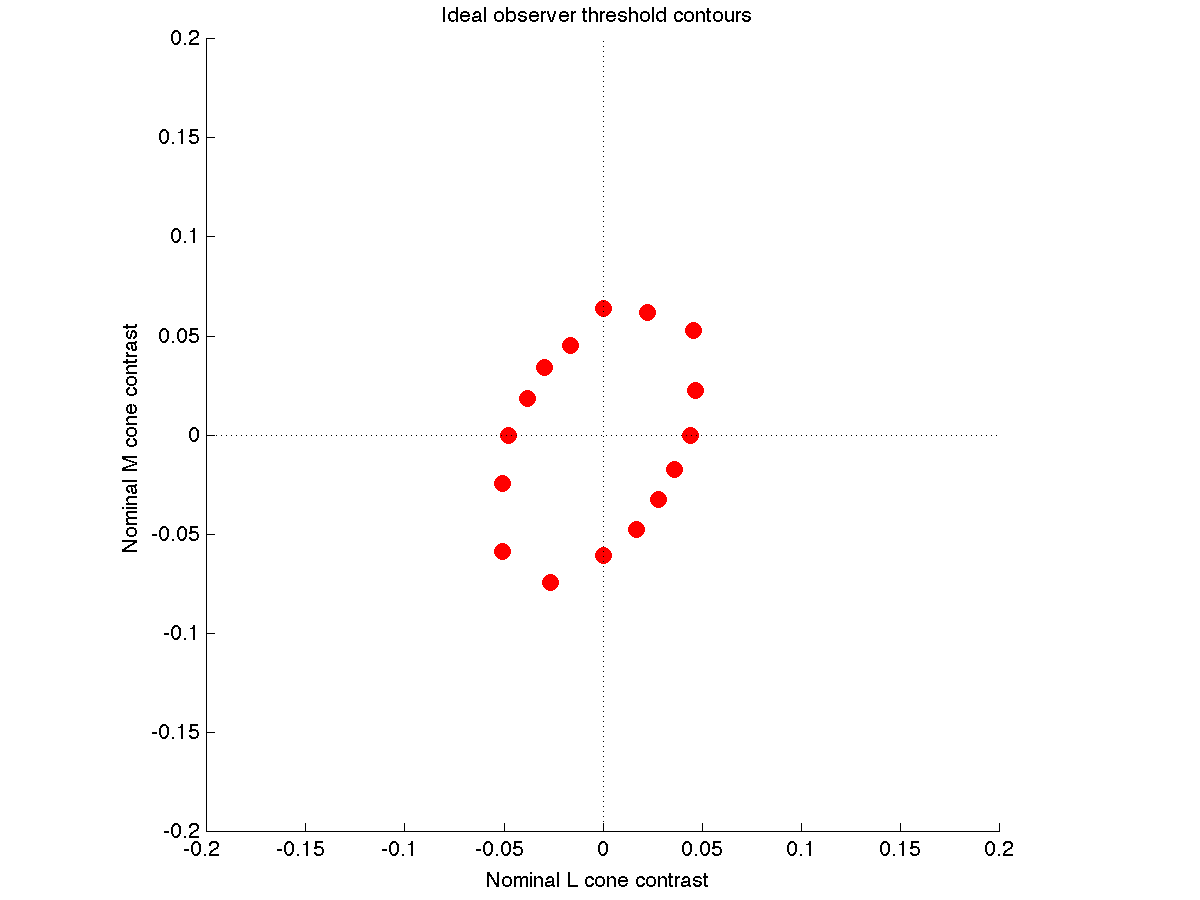 Ideal observer threshold contours
0.2
0.15
0.1
0.05
0
-0.05
-0.1
-0.15
-0.2
Nominal M cone contrast
-0.2 -0.15 -0.1 -0.05 0 0.05 0.1 0.15 0.2
Nominal L cone contrast